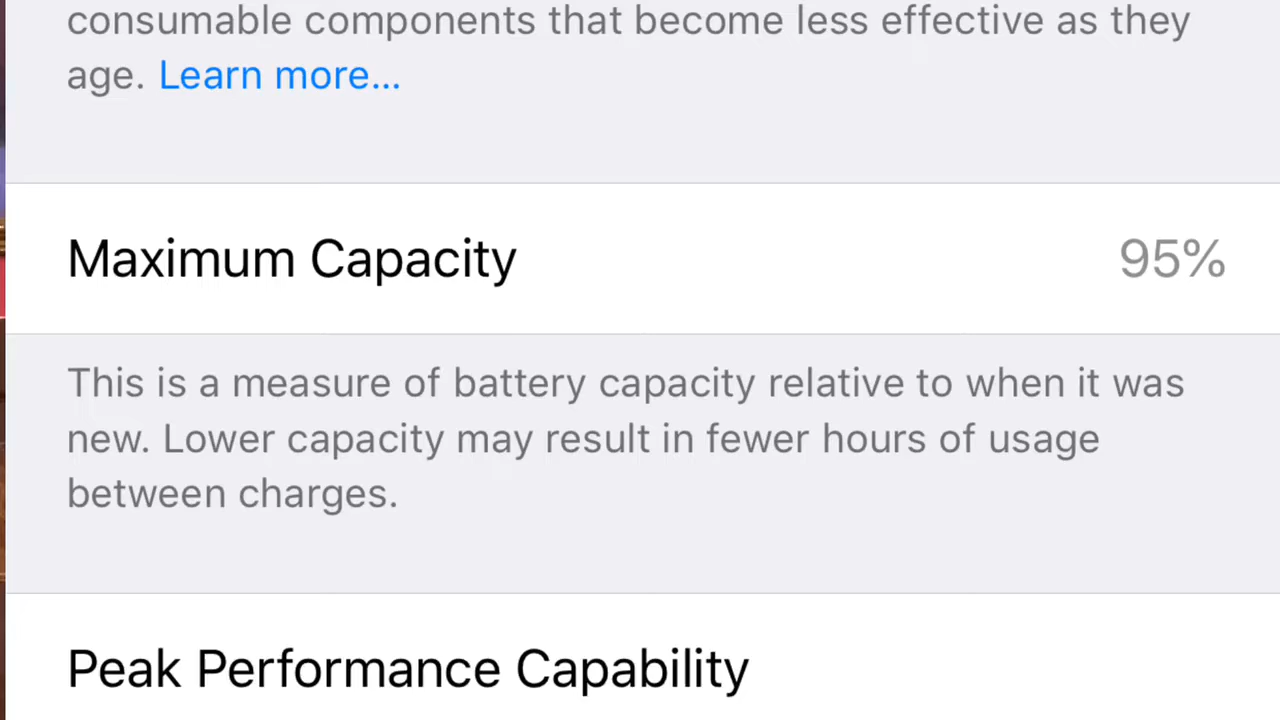 consumable components that become less effective as they
age. Learn more...
Maximum Capacity 95%
This is a measure of battery capacity relative to when it was
new. Lower capacity may result in fewer hours of usage
between charges.
Peak Performance Capability